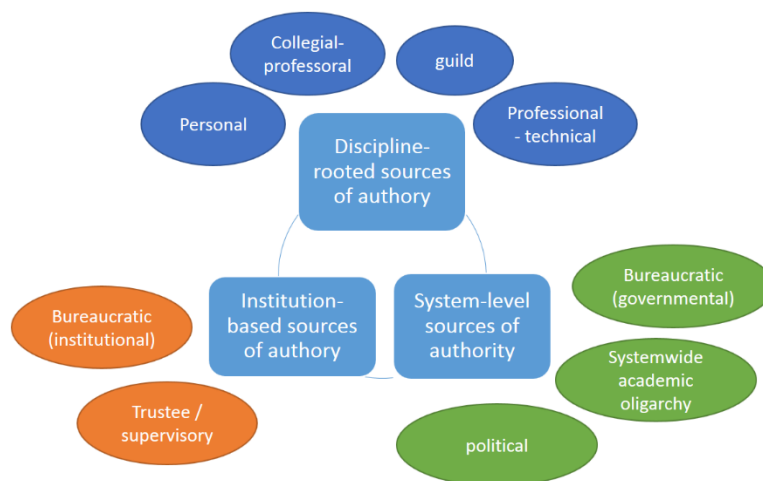 Collegial-
professoral
guild
Personal
Professional
- technical
Discipline-
rooted sources
of authory
Institution-
based sources
of authory
System-level
sources of
authority
Bureaucratic
(institutional)
Trustee /
supervisory
Bureaucratic
(governmental)
Systemwide
academic
oligarchy
political